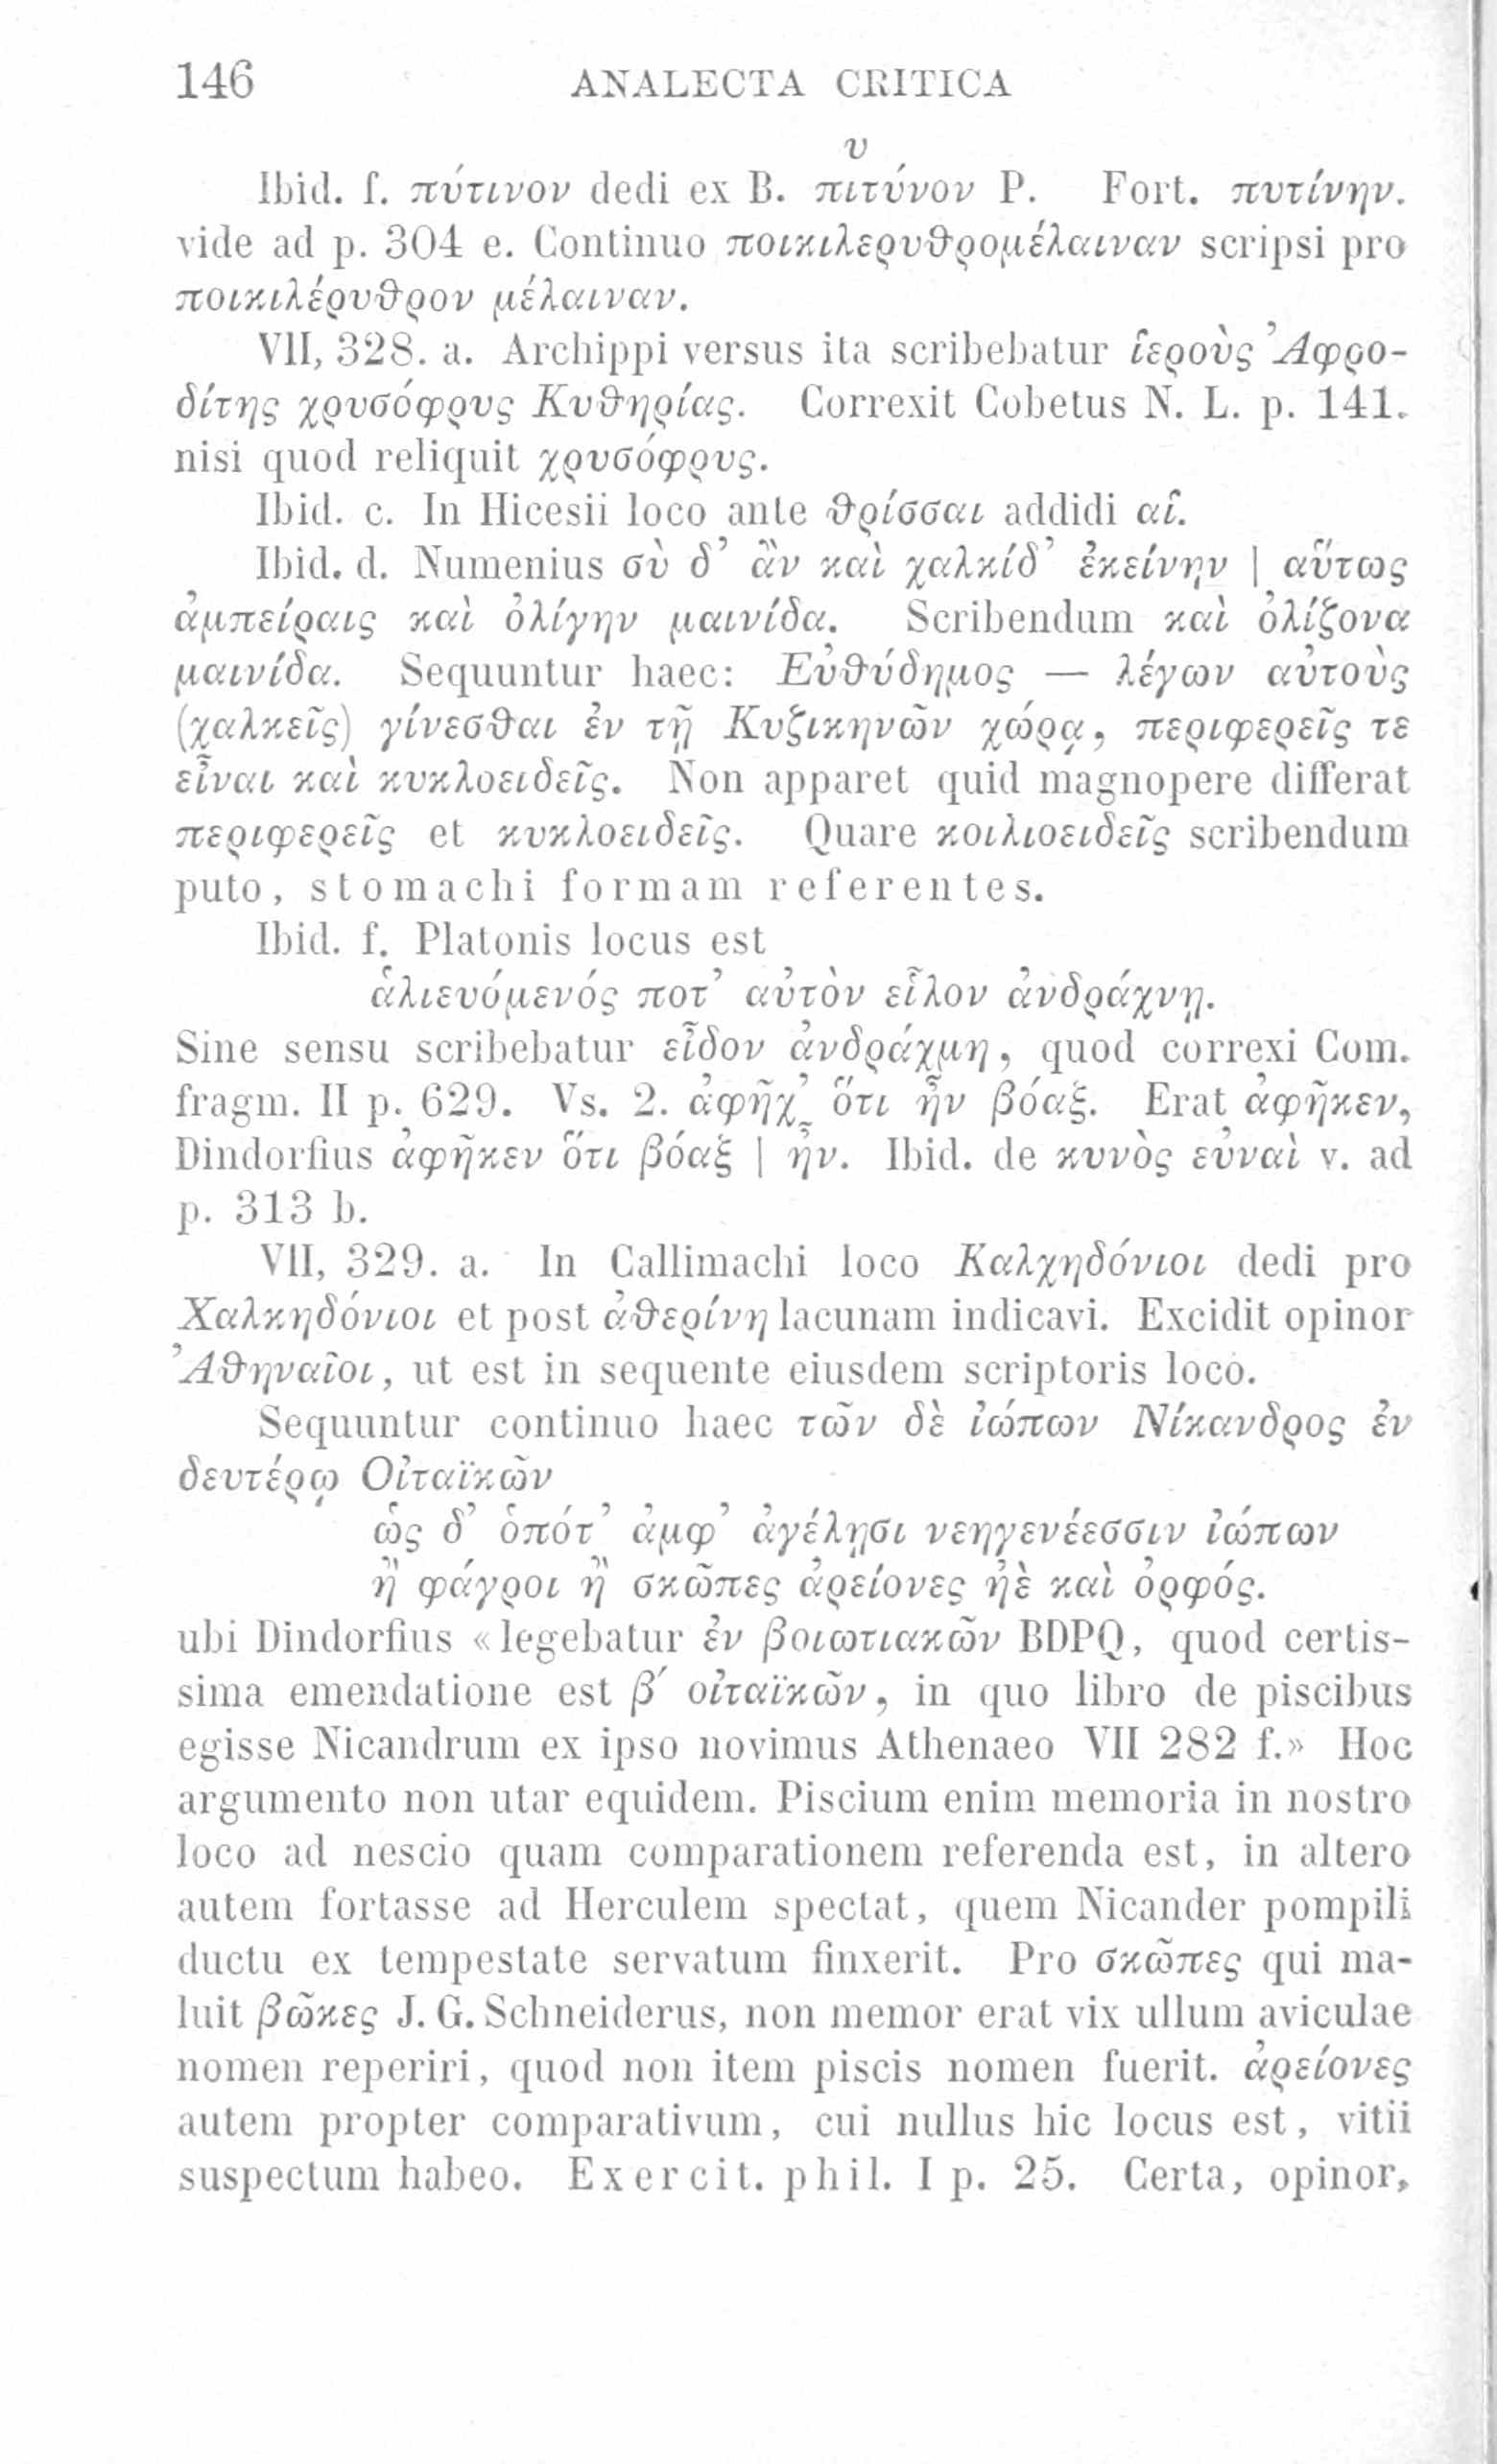 146 ANALECTA CRITICA
υ
Ibid. f. πύτινον dedi ex B. πιτύνον P. Fort. πυτίνην.
vide ad p. 304 e. Continuo ποικιλερυϑρομέλαιναν scripsi pro
ποικιλέρυϑρον μέλαιναν.
VII, 328. a. Archippi versus ita scribebatur ἱεροὺς Ἀφρο-
δίτης χρυσόφρυς Κυϑηρίας. Correxit Cobetus N. L. p. 141.
nisi quod reliquit χρυσόφρυς.
Ibid. c. In Hicesii loco ante ϑρίσσαι addidi αἱ.
Ibid. d. Numenius σὺ δ’ ἂν καὶ χαλκίδ’ ἐκείνην | αὕτως
ἀμπείραις καὶ ὀλίγην μαινίδα. Scribendum καὶ ὀλίζονα
μαινίδα. Sequuntur haec: Εὐϑύδημος — λέγων αὐτοὺς
(χαλκεῖς) γίνεσϑαι ἐν τῇ Κυζικηνῶν χώρᾳ, περιφερεῖς τε
εἶναι καὶ κυκλοειδεῖς. Non apparet quid magnopere differat
περιφερεῖς et κυκλοειδεῖς. Quare κοιλιοειδεῖς scribendum
puto, stomachi formam referentes.
Ibid. f. Platonis locus est
ἁλιευόμενός ποτ’ αὐτὸν εἷλον ἀνδράχνῃ.
Sine sensu scribebatur εἶδον ἀνδράχμη, quod correxi Com.
fragm. II p. 629. Vs. 2. ἀφῆχ’ ὅτι ἦν βόαξ. Erat ἀφῆκεν,
Dindorfius ἀφῆκεν ὅτι βόαξ | ἦν. Ibid. de κυνὸς εὐναὶ v. ad
p. 313 b.
VII, 329. a. In Callimachi loco Καλχηδόνιοι dedi pro
Χαλκηδόνιοι et post ἀϑερίνη lacunam indicavi. Excidit opinor
Ἀϑηναῖοι, ut est in sequente eiusdem scriptoris loco.
Sequuntur continuo haec τῶν δὲ ἰώπων Νίκανδρος ἐν
δευτέρῳ Οἰταϊκῶν
ὡς δ’ ὁπότ’ ἀμφ’ ἀγέλῃσι νεηγενέεσσιν ἰώπων
ἢ φάγροι ἢ σκῶπες ἀρείονες ἠὲ καὶ ὀρφός.
ubi Dindorfius «legebatur ἐν βοιωτιακῶν BDPQ, quod certis-
sima emendatione est β′ οἰταϊκῶν, in quo libro de piscibus
egisse Nicandrum ex ipso novimus Athenaeo VII 282 f.» Hoc
argumento non utar equidem. Piscium enim memoria in nostro
loco ad nescio quam comparationem referenda est, in altero
autem fortasse ad Herculem spectat, quem Nicander pompili
ductu ex tempestate servatum finxerit. Pro σκῶπες qui ma-
luit βῶκες J. G. Schneiderus, non memor erat vix ullum aviculae
nomen reperiri, quod non item piscis nomen fuerit. ἀρείονες
autem propter comparativum, cui nullus hic locus est, vitii
suspectum habeo. Exercit. phil. I p. 25. Certa, opinor,